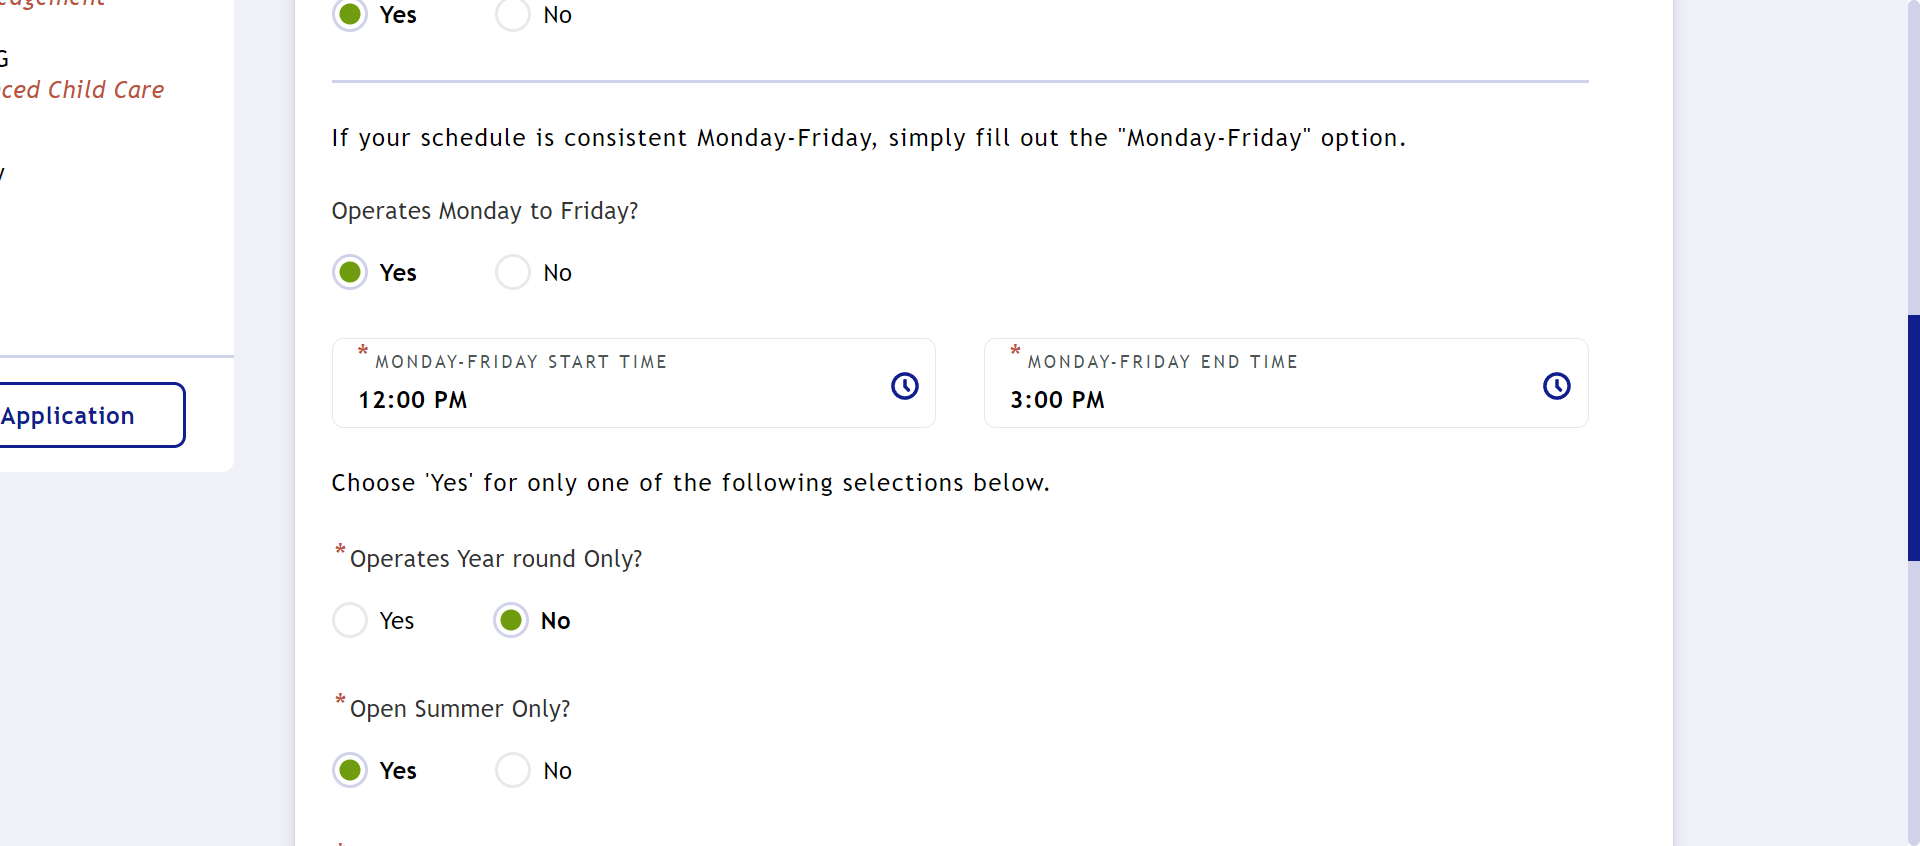 Yes No
G
ced Child Care
If your schedule is consistent Monday-Friday, simply fill out the "Monday-Friday" option.
Operates Monday to Friday?
Yes No
* MONDAY-FRIDAY START TIME
12:00 PM
* MONDAY-FRIDAY END TIME
3:00 PM
Application
Choose 'Yes' for only one of the following selections below.
* Operates Year round Only?
Yes No
* Open Summer Only?
Yes No